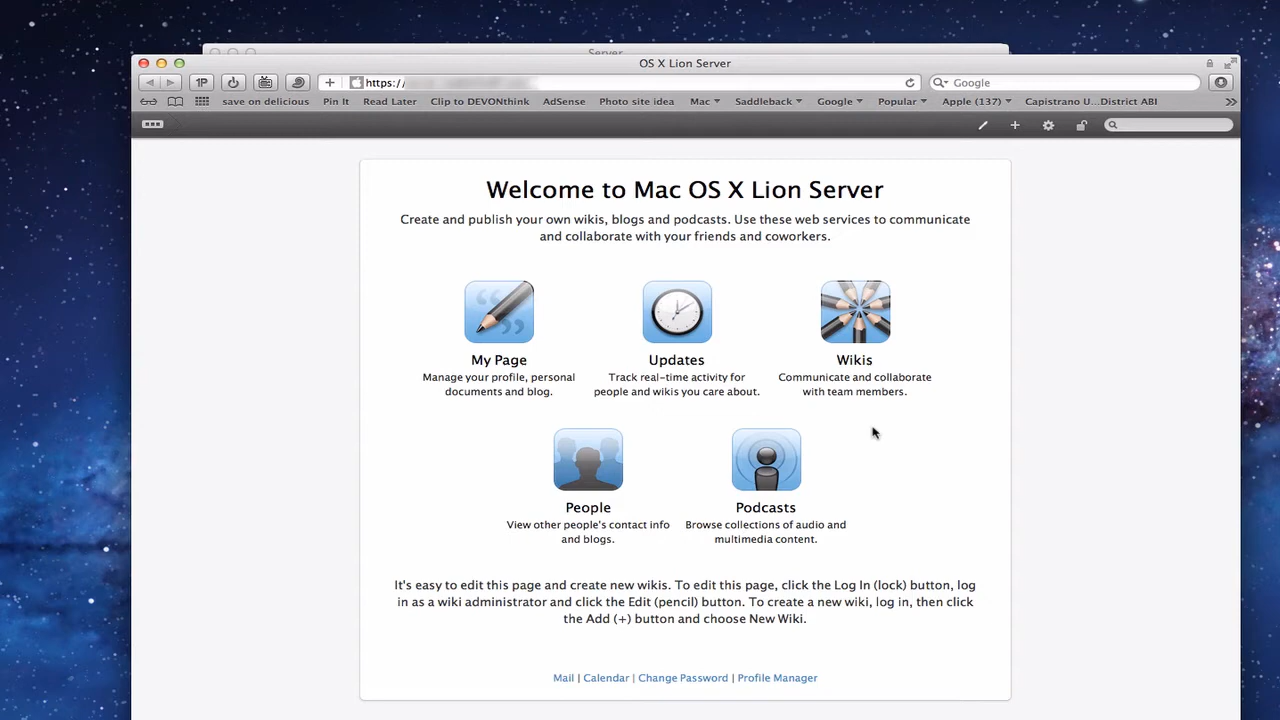 Server
OS X Lion Server
1P
https://
Google
save on delicious Pin It Read Later Clip to DEVONthink AdSense Photo site idea Mac Saddleback Google Popular Apple (137) Capistrano U...District ABI
Welcome to Mac OS X Lion Server
Create and publish your own wikis, blogs and podcasts. Use these web services to communicate
and collaborate with your friends and coworkers.
My Page
Manage your profile, personal
documents and blog.
Updates
Track real-time activity for
people and wikis you care about.
Wikis
Communicate and collaborate
with team members.
People
View other people's contact info
and blogs.
Podcasts
Browse collections of audio and
multimedia content.
It's easy to edit this page and create new wikis. To edit this page, click the Log In (lock) button, log
in as a wiki administrator and click the Edit (pencil) button. To create a new wiki, log in, then click
the Add (+) button and choose New Wiki.
Mail | Calendar | Change Password | Profile Manager